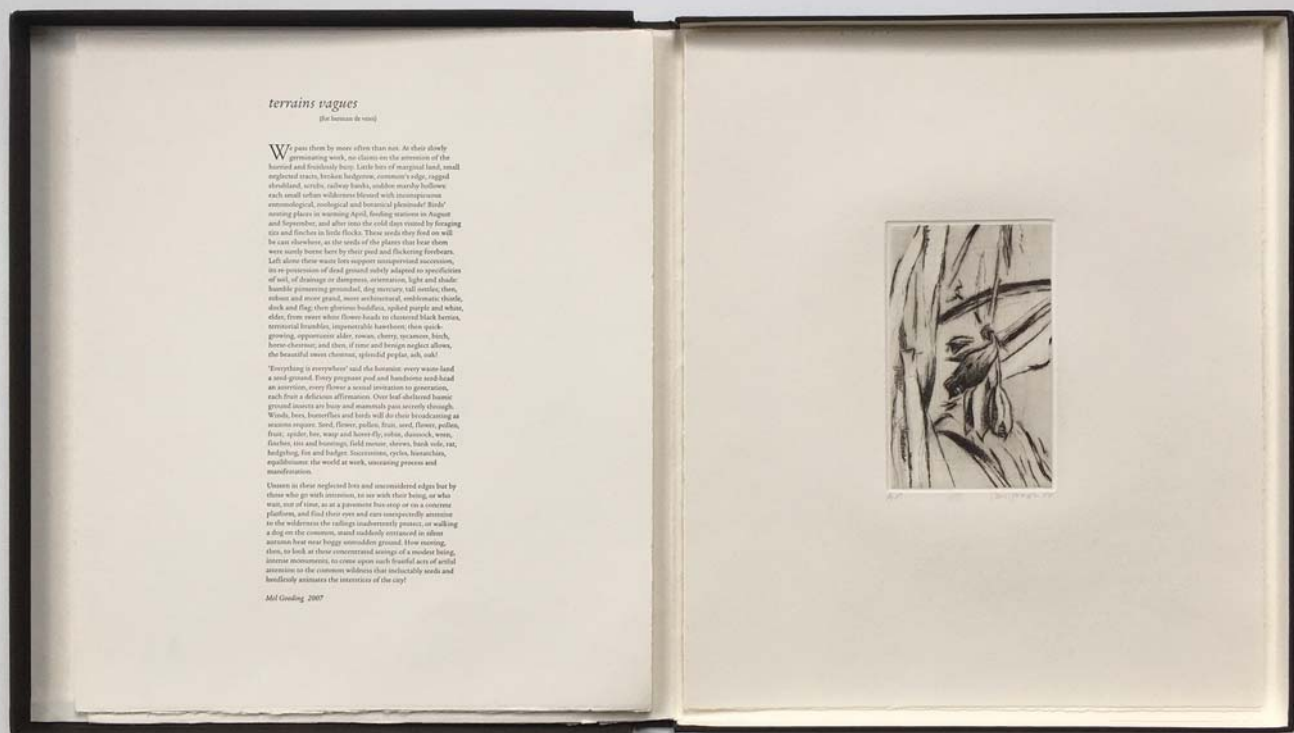 terrains vagues
(for herman de vries)
We pass them by more often than not. At their slowly
germinating work, no claims on the attention of the
hurried and fruitlessly busy. Little bits of marginal land, small
neglected tracts, broken hedgerow, common's edge, ragged
shrubland, scrubs, railway banks, sudden marshy hollows:
each small urban wilderness blessed with inconspicuous
entomological, zoological and botanical plenitude! Birds'
nesting places in warming April, feeding stations in August
and September, and after into the cold days visited by foraging
tits and finches in little flocks. These seeds they feed on will
be cast elsewhere, as the seeds of the plants that bear them
were surely borne here by their pied and flickering forebears.
Left alone these waste lots support unsupervised succession,
its re-possession of dead ground subtly adapted to specificities
of soil, of drainage or dampness, orientation, light and shade:
humble pioneering groundsel, dog mercury, tall nettles; then,
robust and more grand, more architectural, emblematic thistle,
dock and flag; then glorious buddleia, spiked purple and white,
elder, from sweet white flower-heads to clustered black berries,
territorial brambles, impenetrable hawthorn; then quick-
growing, opportunist alder, rowan, cherry, sycamore, birch,
horse-chestnut; and then, if time and benign neglect allows,
the beautiful sweet chestnut, splendid poplar, ash, oak!
'Everything is everywhere' said the botanist: every waste land
a seed-ground. Every pregnant pod and handsome seed-head
an assertion, every flower a sexual invitation to generation,
each fruit a delicious affirmation. Over leaf-sheltered humic
ground insects are busy and mammals pass secretly through.
Winds, bees, butterflies and birds will do their broadcasting as
seasons require. Seed, flower, pollen, fruit, seed, flower, pollen,
fruit; spider, bee, wasp and hover-fly; robin, dunnock, wren,
finches, tits and buntings; field mouse, shrews, bank vole, rat,
hedgehog, fox and badger. Successions, cycles, hierarchies,
equilibriums: the world at work, unceasing process and
manifestation.
Unseen in these neglected lots and unconsidered edges but by
those who go with intention, to see with their being, or who
wait, out of time, as at a pavement bus-stop or on a concrete
platform, and find their eyes and ears unexpectedly attentive
to the wilderness the railings inadvertently protect, or walking
a dog on the common, stand suddenly entranced in silent
autumn heat near boggy untrodden ground. How moving,
then, to look at these concentrated seeings of a modest being,
intense monuments, to come upon such fruitful acts of artful
attention to the common wildness that ineluctably seeds and
heedlessly animates the interstices of the city!
Mel Gooding 2007